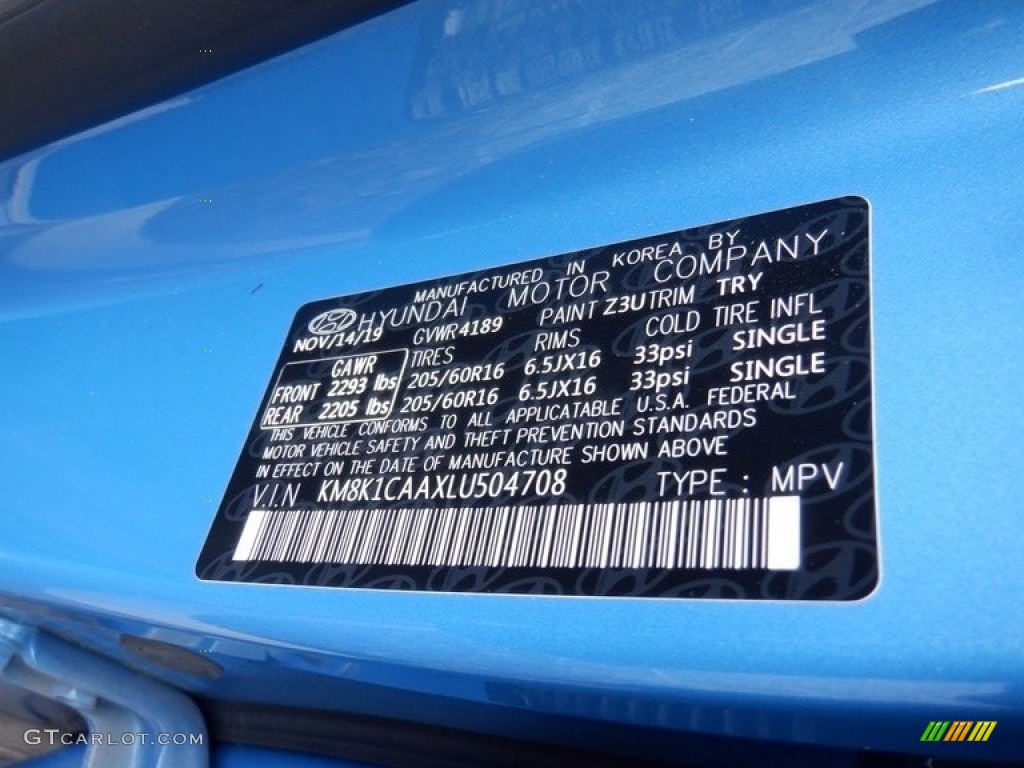 MANUFACTURED IN KOREA BY
HYUNDAI MOTOR COMPANY
NOV/14/19 GVWR 4189 PAINT Z3U TRIM TRY
GAWR TIRES RIMS COLD TIRE INFL
FRONT 2293 lbs 205/60R16 6.5JX16 33psi SINGLE
REAR 2205 lbs 205/60R16 6.5JX16 33psi SINGLE
THIS VEHICLE CONFORMS TO ALL APPLICATABLE U.S.A. FEDERAL
MOTOR VEHICLE SAFETY AND THEFT PREVENTION STANDARDS
IN EFFECT ON THE DATE OF MANUFACTURE SHOWN ABOVE
V.I.N KM8K1CAAXLU504708 TYPE : MPV
GTCarLot.com